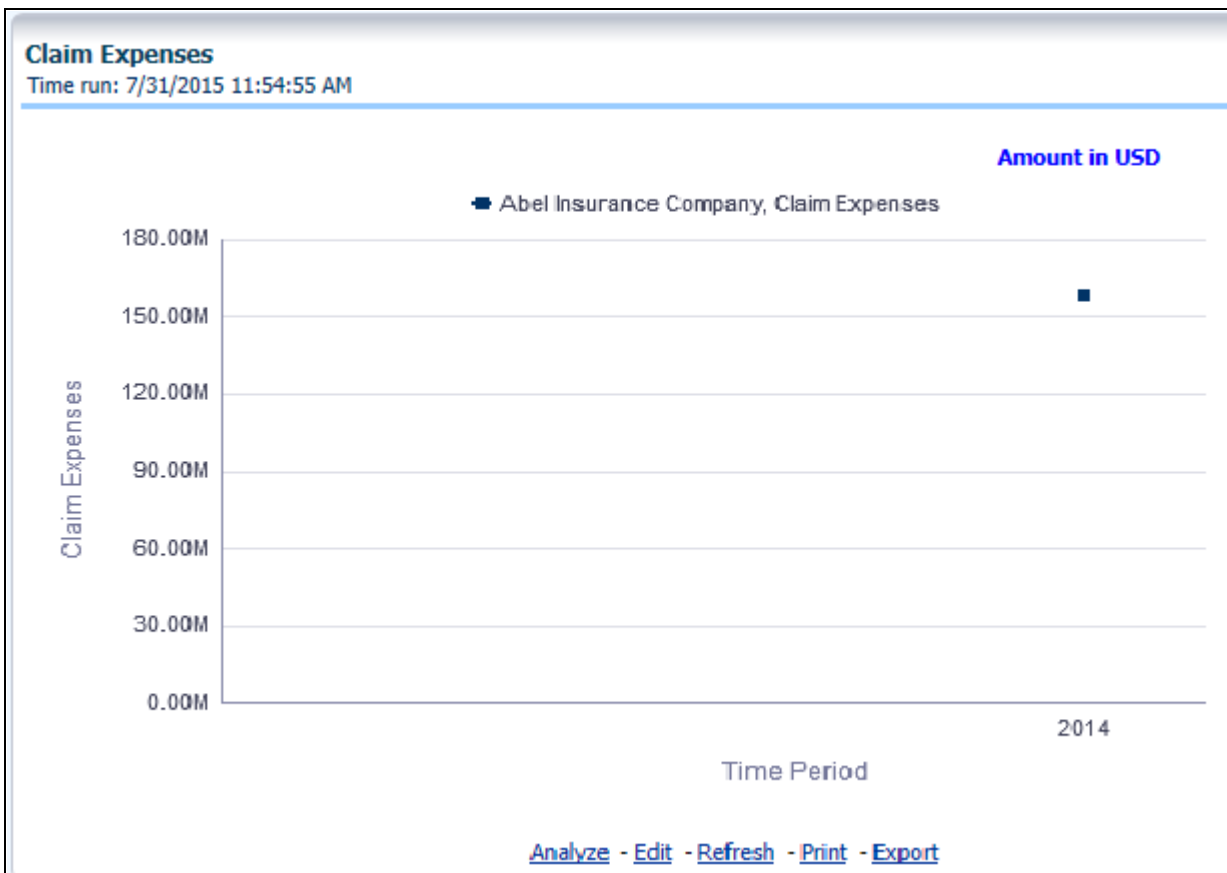 Claim Expenses
Time run: 7/31/2015 11:54:55 AM
Amount in USD
Abel Insurance Company, Claim Expenses
180.00M
150.00M
120.00M
90.00M
60.00M
30.00M
0.00M
Claim Expenses
2014
Time Period
Analyze - Edit - Refresh - Print - Export